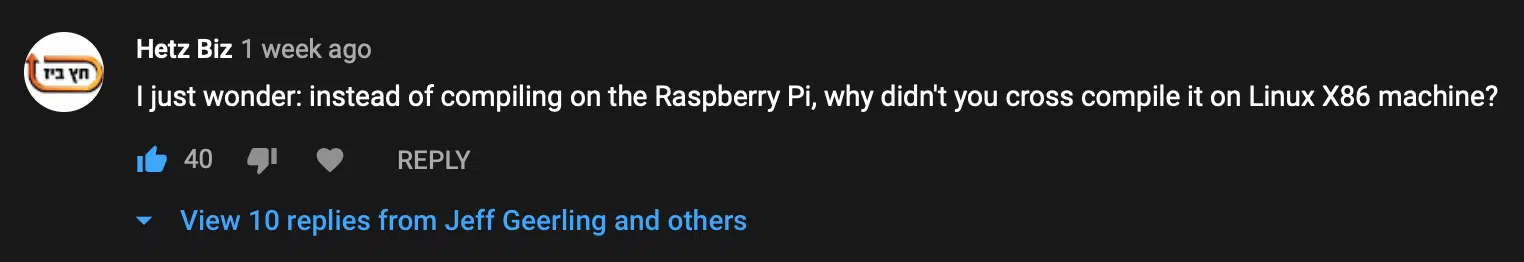 Hetz Biz 1 week ago
חץ ביז
I just wonder: instead of compiling on the Raspberry Pi, why didn't you cross compile it on Linux X86 machine?
40 REPLY
View 10 replies from Jeff Geerling and others